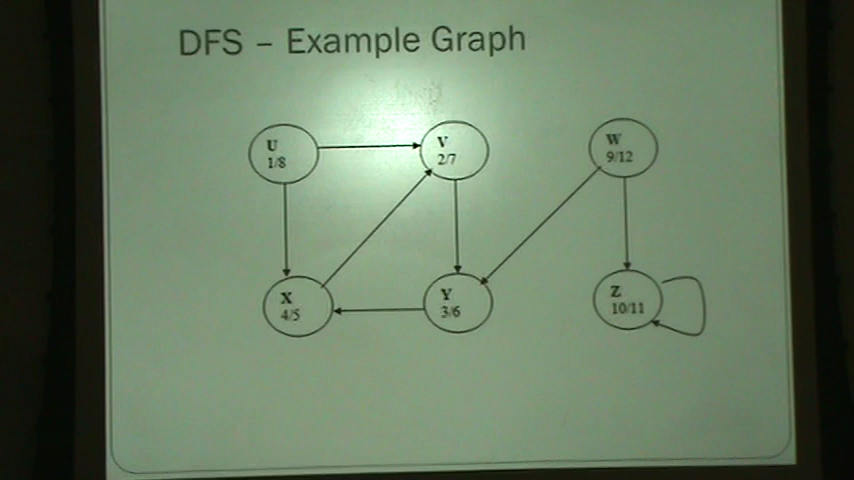 DFS – Example Graph
U
1/8
V
2/7
W
9/12
X
4/5
Y
3/6
Z
10/11